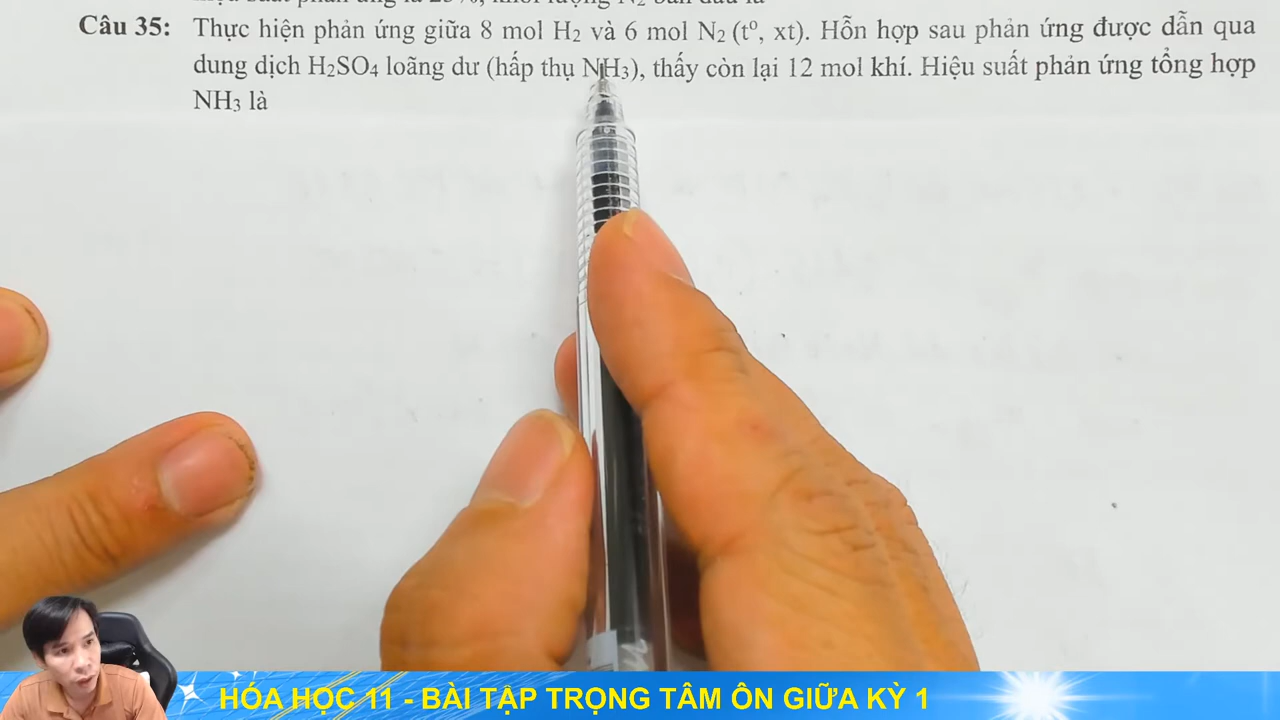 Câu 35: Thực hiện phản ứng giữa 8 mol H₂ và 6 mol N₂ (tº, xt). Hỗn hợp sau phản ứng được dẫn qua
dung dịch H₂SO₄ loãng dư (hấp thụ NH₃), thấy còn lại 12 mol khí. Hiệu suất phản ứng tổng hợp
NH₃ là
HÓA HỌC 11 - BÀI TẬP TRỌNG TÂM ÔN GIỮA KỲ 1